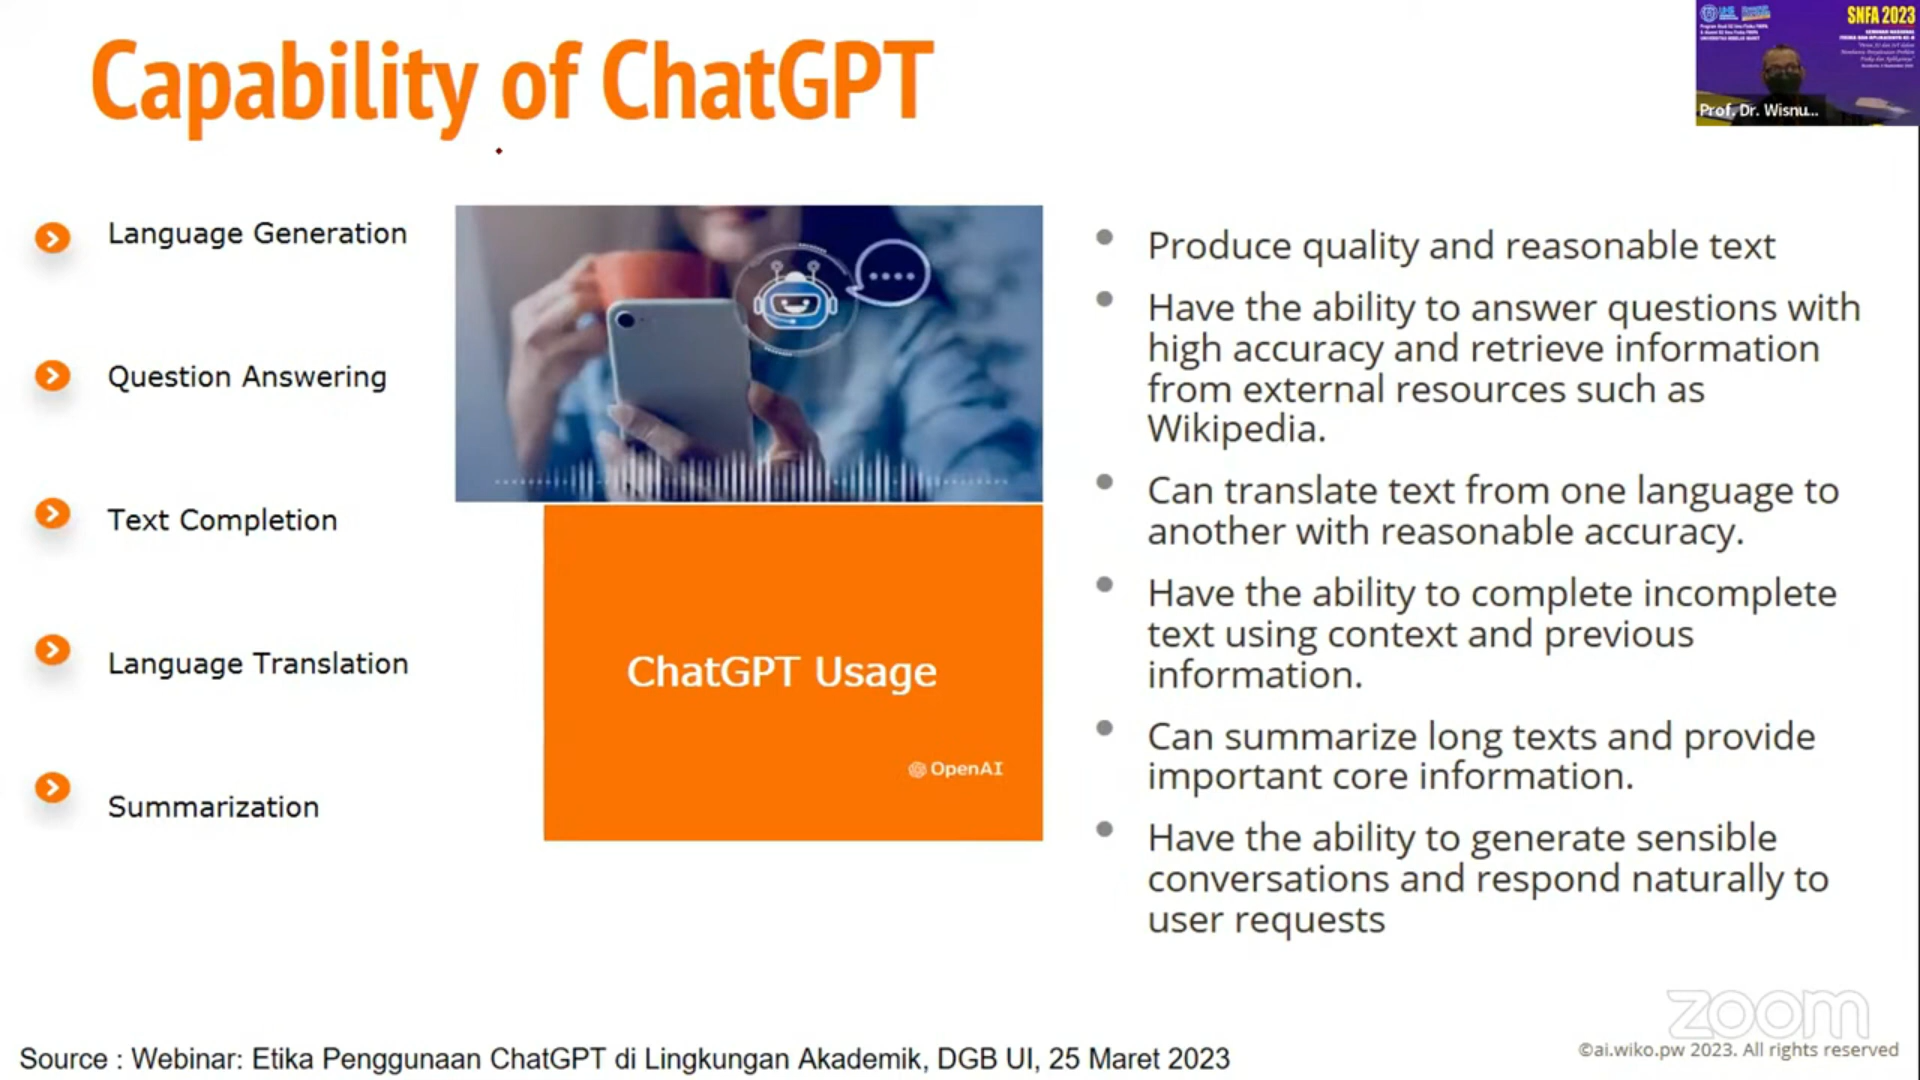 Capability of ChatGPT
SNFA 2023
Prof. Dr. Wisnu...
Language Generation
Question Answering
Text Completion
Language Translation
Summarization
ChatGPT Usage
OpenAI
Produce quality and reasonable text
Have the ability to answer questions with
high accuracy and retrieve information
from external resources such as
Wikipedia.
Can translate text from one language to
another with reasonable accuracy.
Have the ability to complete incomplete
text using context and previous
information.
Can summarize long texts and provide
important core information.
Have the ability to generate sensible
conversations and respond naturally to
user requests
zoom
Source : Webinar: Etika Penggunaan ChatGPT di Lingkungan Akademik, DGB UI, 25 Maret 2023
©ai.wiko.pw 2023. All rights reserved